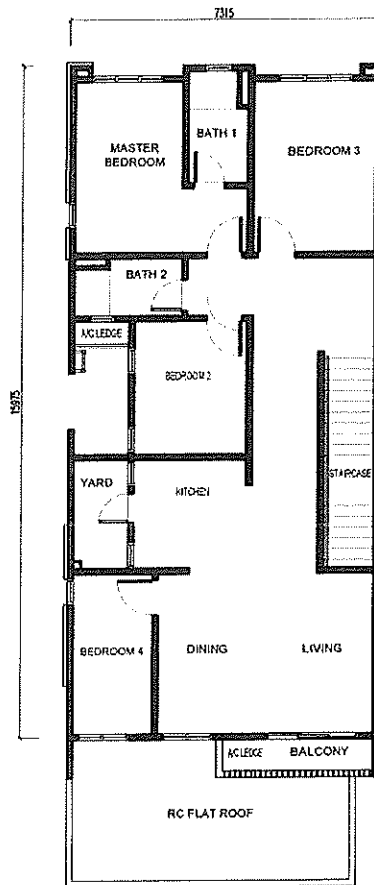 7315
BATH 1
MASTER
BEDROOM
BEDROOM 3
BATH 2
A/C LEDGE
15975
BEDROOM 2
STAIRCASE
YARD
KITCHEN
BEDROOM 4
DINING
LIVING
A/C LEDGE
BALCONY
RC FLAT ROOF